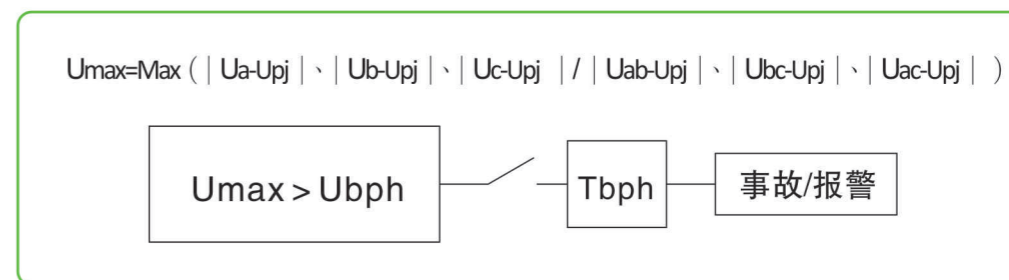 Umax=Max（｜Ua-Upj｜、｜Ub-Upj｜、｜Uc-Upj ｜/｜Uab-Upj｜、｜Ubc-Upj｜、｜Uac-Upj｜ ）
Umax > Ubph Tbph 事故/报警